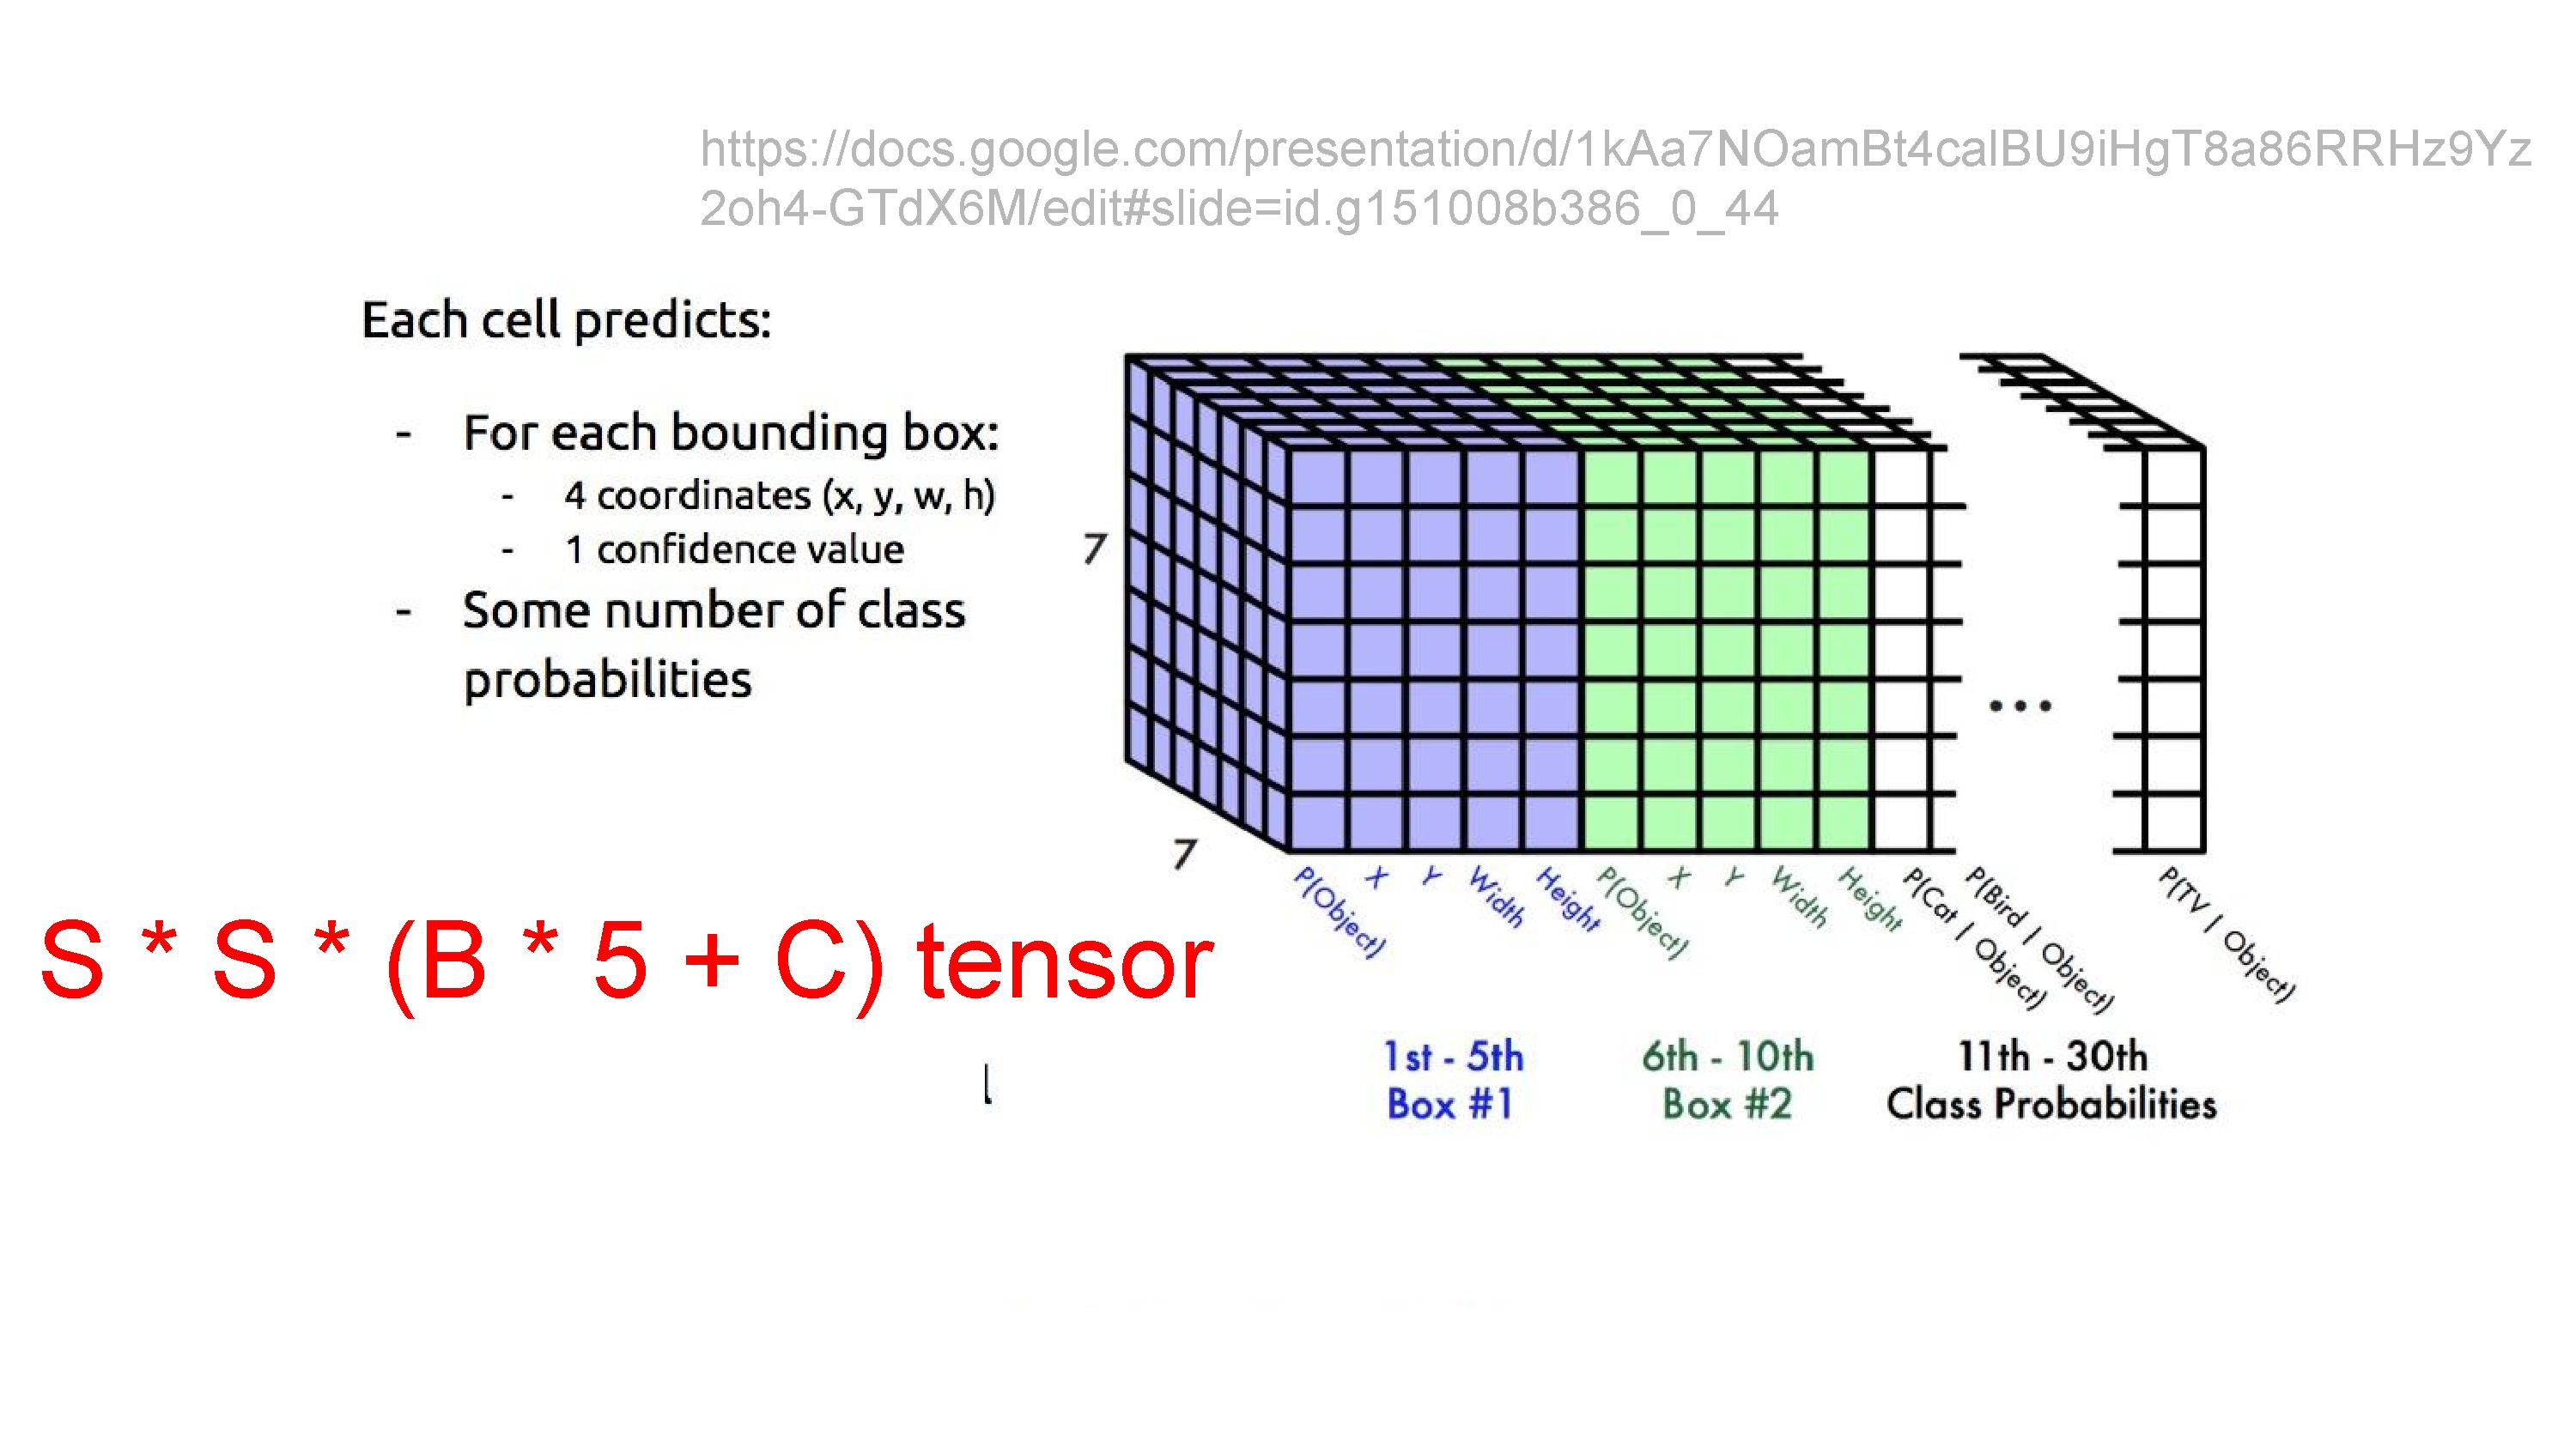 https://docs.google.com/presentation/d/1kAa7NOamBt4calBU9iHgT8a86RRHz9Yz
2oh4-GTdX6M/edit#slide=id.g151008b386_0_44
Each cell predicts:
- For each bounding box:
- 4 coordinates (x, y, w, h)
- 1 confidence value
- Some number of class
probabilities
S * S * (B * 5 + C) tensor
7
7
...
P(Object)
X
Y
Width
Height
P(Object)
X
Y
Width
Height
P(Cat | Object)
P(Bird | Object)
P(TV | Object)
1st - 5th
Box #1
6th - 10th
Box #2
11th - 30th
Class Probabilities